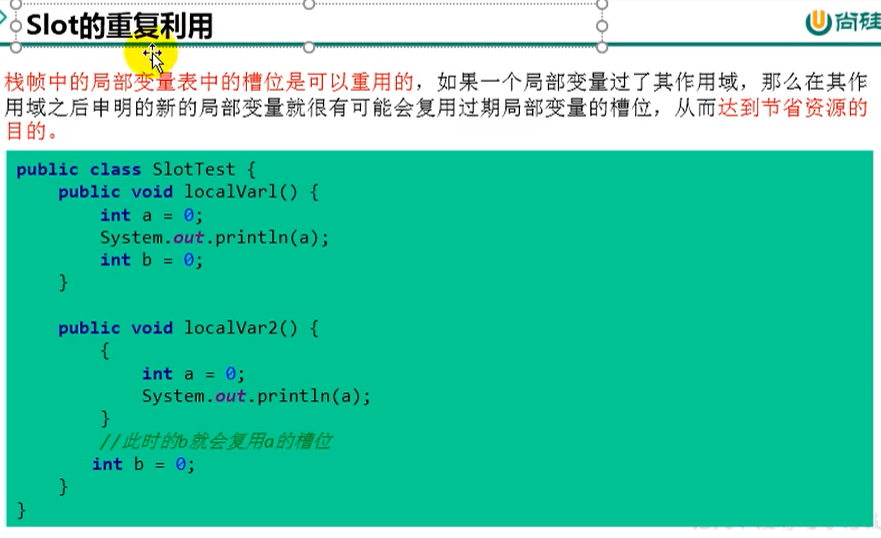 Slot的重复利用
尚硅
栈帧中的局部变量表中的槽位是可以重用的，如果一个局部变量过了其作用域，那么在其作
用域之后申明的新的局部变量就很有可能会复用过期局部变量的槽位，从而达到节省资源的
目的。
public class SlotTest {
public void localVarl() {
int a = 0;
System.out.println(a);
int b = 0;
}
public void localVar2() {
{
int a = 0;
System.out.println(a);
}
//此时的b就会复用a的槽位
int b = 0;
}
}